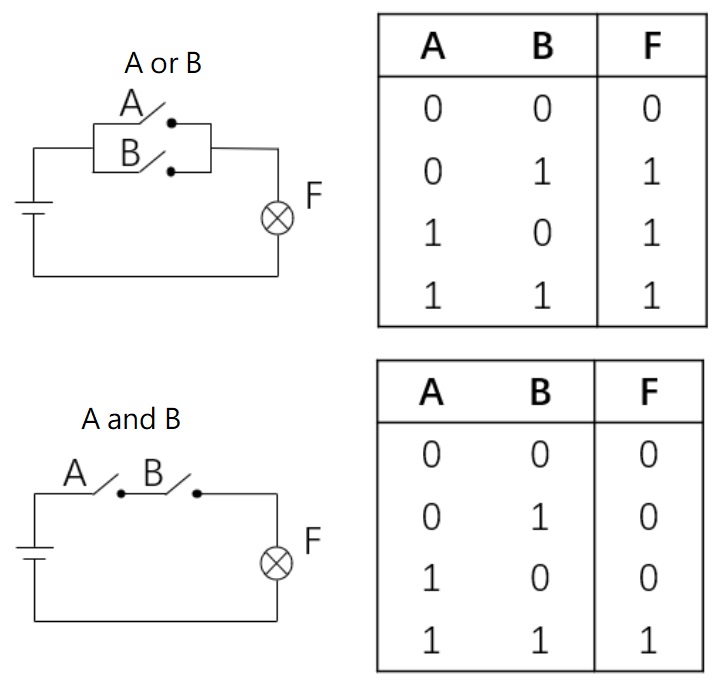 A or B
A
B
F
A B F
0 0 0
0 1 1
1 0 1
1 1 1
A and B
A B
F
A B F
0 0 0
0 1 0
1 0 0
1 1 1